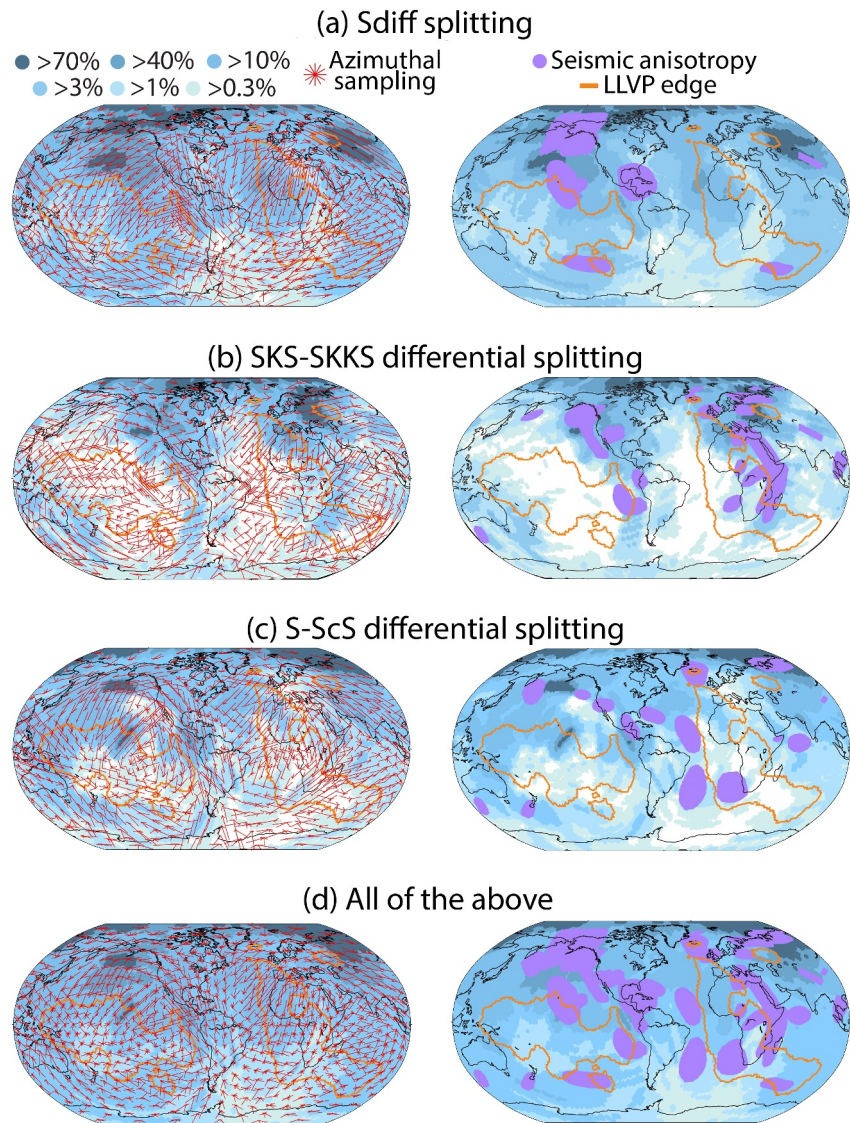 (a) Sdiff splitting
>70% >40% >10% Azimuthal sampling Seismic anisotropy
>3% >1% >0.3% LLVP edge
(b) SKS-SKKS differential splitting
(c) S-ScS differential splitting
(d) All of the above